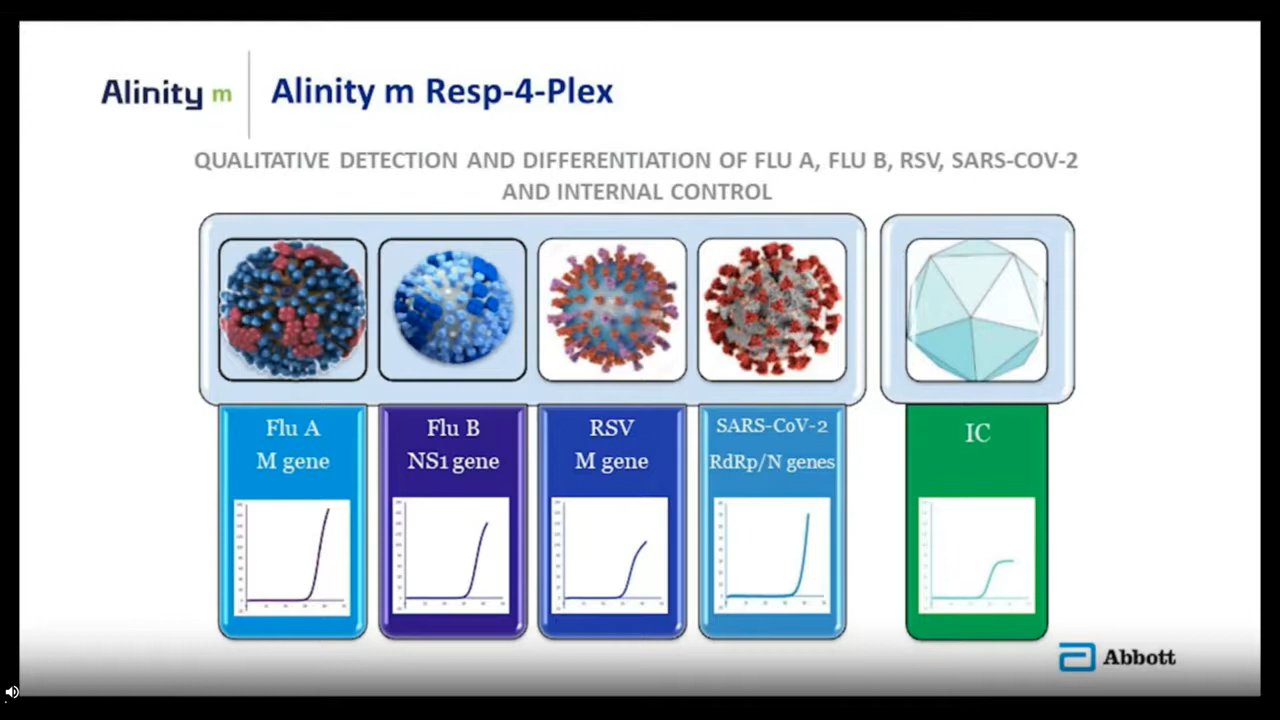 Alinity m
Alinity m Resp-4-Plex
QUALITATIVE DETECTION AND DIFFERENTIATION OF FLU A, FLU B, RSV, SARS-COV-2
AND INTERNAL CONTROL
Flu A
M gene
Flu B
NS1 gene
RSV
M gene
SARS-CoV-2
RdRp/N genes
IC
Abbott